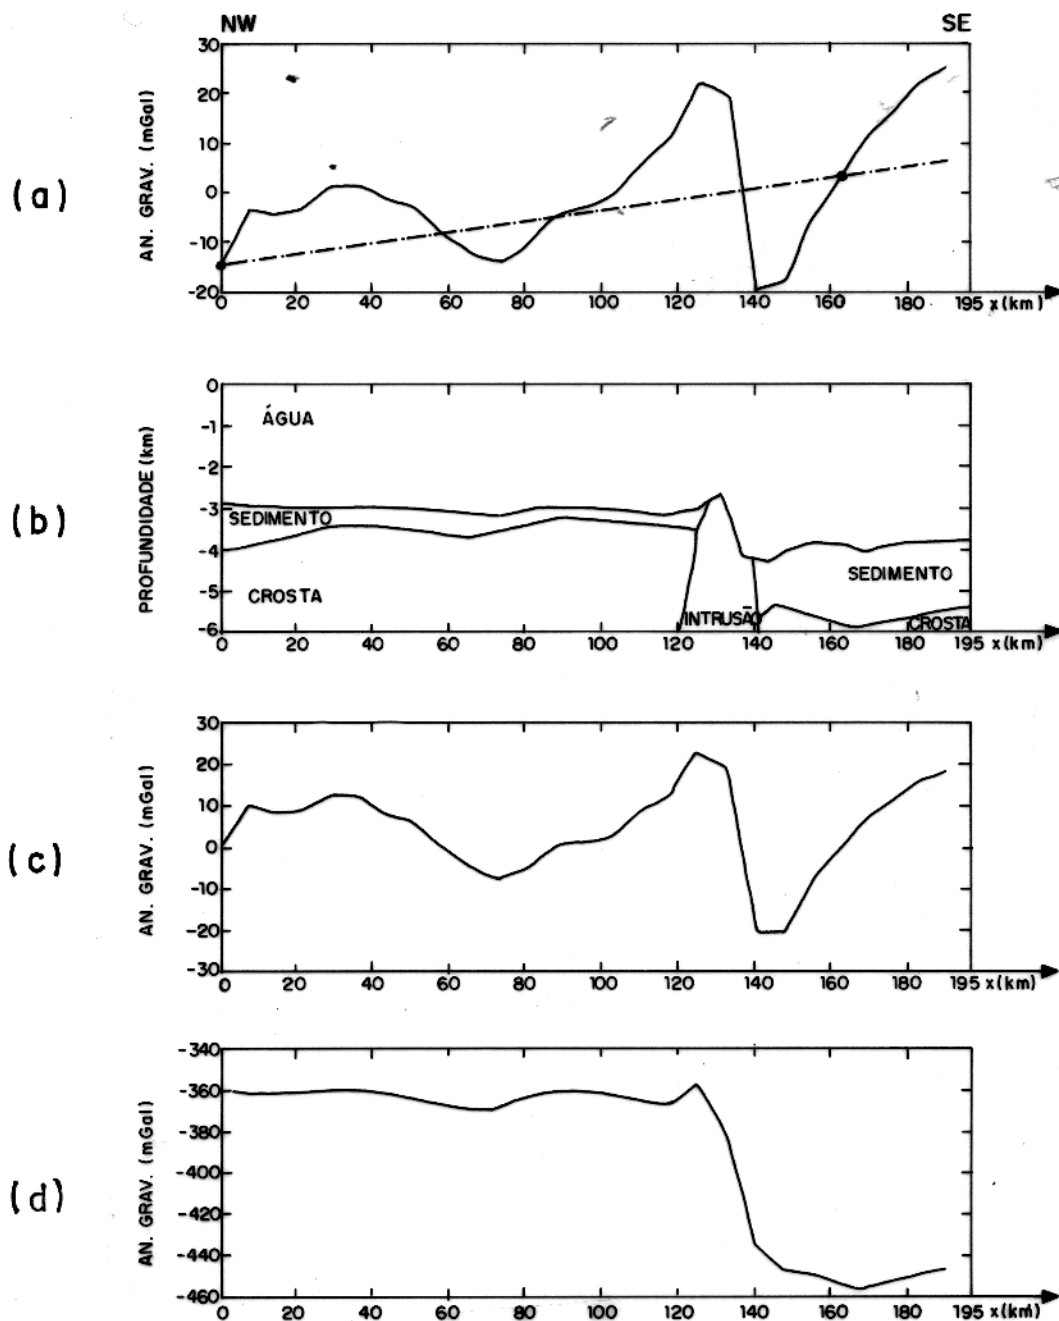 NW SE
(a)
AN. GRAV. (mGal)
30
20
10
0
-10
-20
0 20 40 60 80 100 120 140 160 180 195 x(km)
(b)
PROFUNDIDADE (km)
0
-1
-2
-3
-4
-5
-6
ÁGUA
SEDIMENTO
CROSTA
INTRUSÃO
SEDIMENTO
CROSTA
0 20 40 60 80 100 120 140 160 180 195 x(km)
(c)
AN. GRAV. (mGal)
30
20
10
0
-10
-20
-30
0 20 40 60 80 100 120 140 160 180 195 x(km)
(d)
AN. GRAV. (mGal)
-340
-360
-380
-400
-420
-440
-460
0 20 40 60 80 100 120 140 160 180 195 x(km)